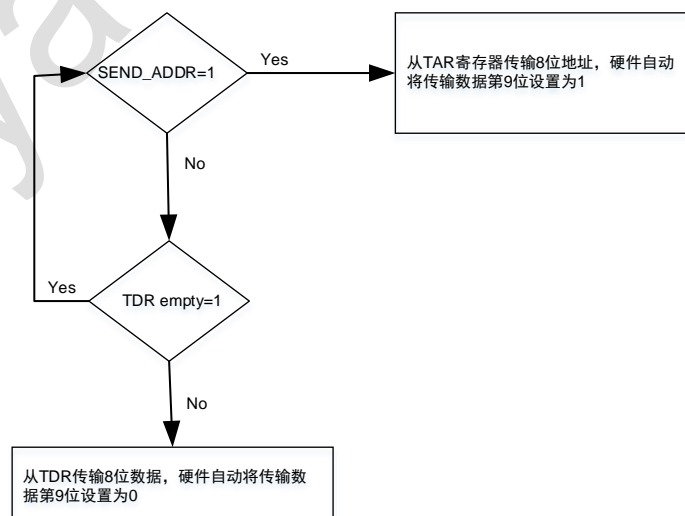 SEND_ADDR=1
Yes
从TAR寄存器传输8位地址，硬件自动
将传输数据第9位设置为1
No
Yes
TDR empty=1
No
从TDR传输8位数据，硬件自动将传输数
据第9位设置为0